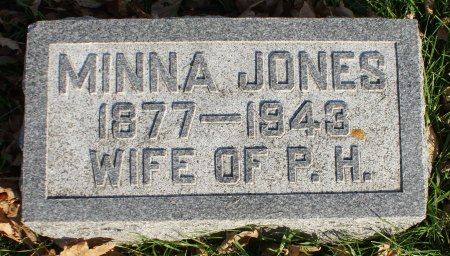 MINNA JONES
1877—1943
WIFE OF P. H.